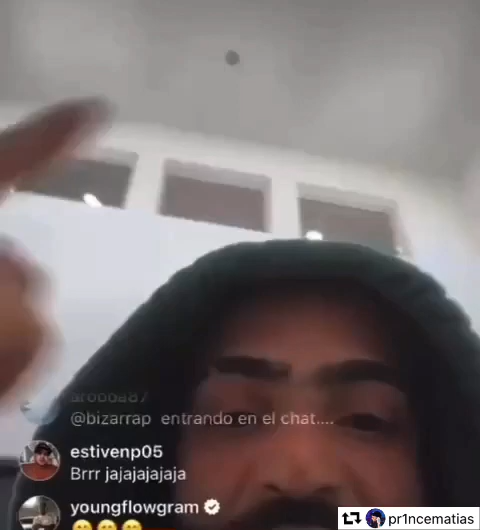 @bizarrap entrando en el chat....
estivenp05
Brrr jajajajajaja
youngflowgram
pr1ncematias